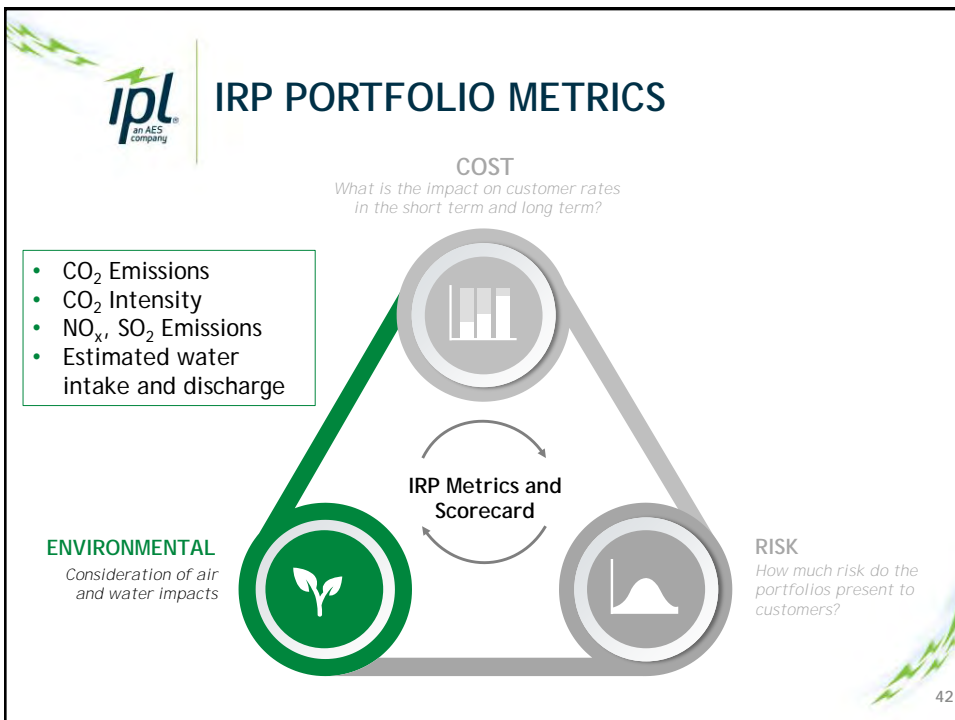 ipl®
an AES
company
IRP PORTFOLIO METRICS
COST
What is the impact on customer rates
in the short term and long term?
• CO₂ Emissions
• CO₂ Intensity
• NOₓ, SO₂ Emissions
• Estimated water
intake and discharge
IRP Metrics and
Scorecard
ENVIRONMENTAL
Consideration of air
and water impacts
RISK
How much risk do the
portfolios present to
customers?
42